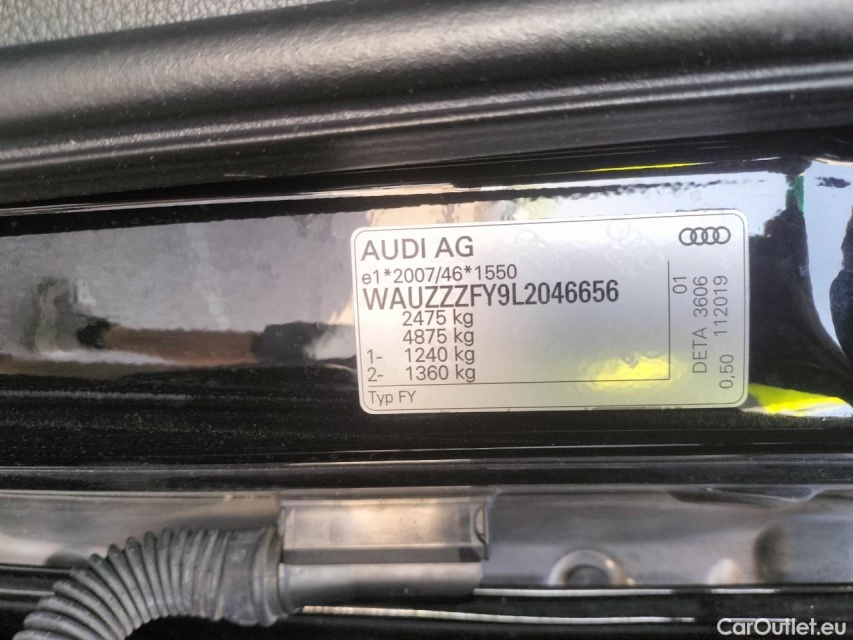 AUDI AG
e1*2007/46*1550
WAUZZZFY9L2046656
2475 kg
4875 kg
1- 1240 kg
2- 1360 kg
Typ FY
01
DETA 3606
0,50 112019
CarOutlet.eu